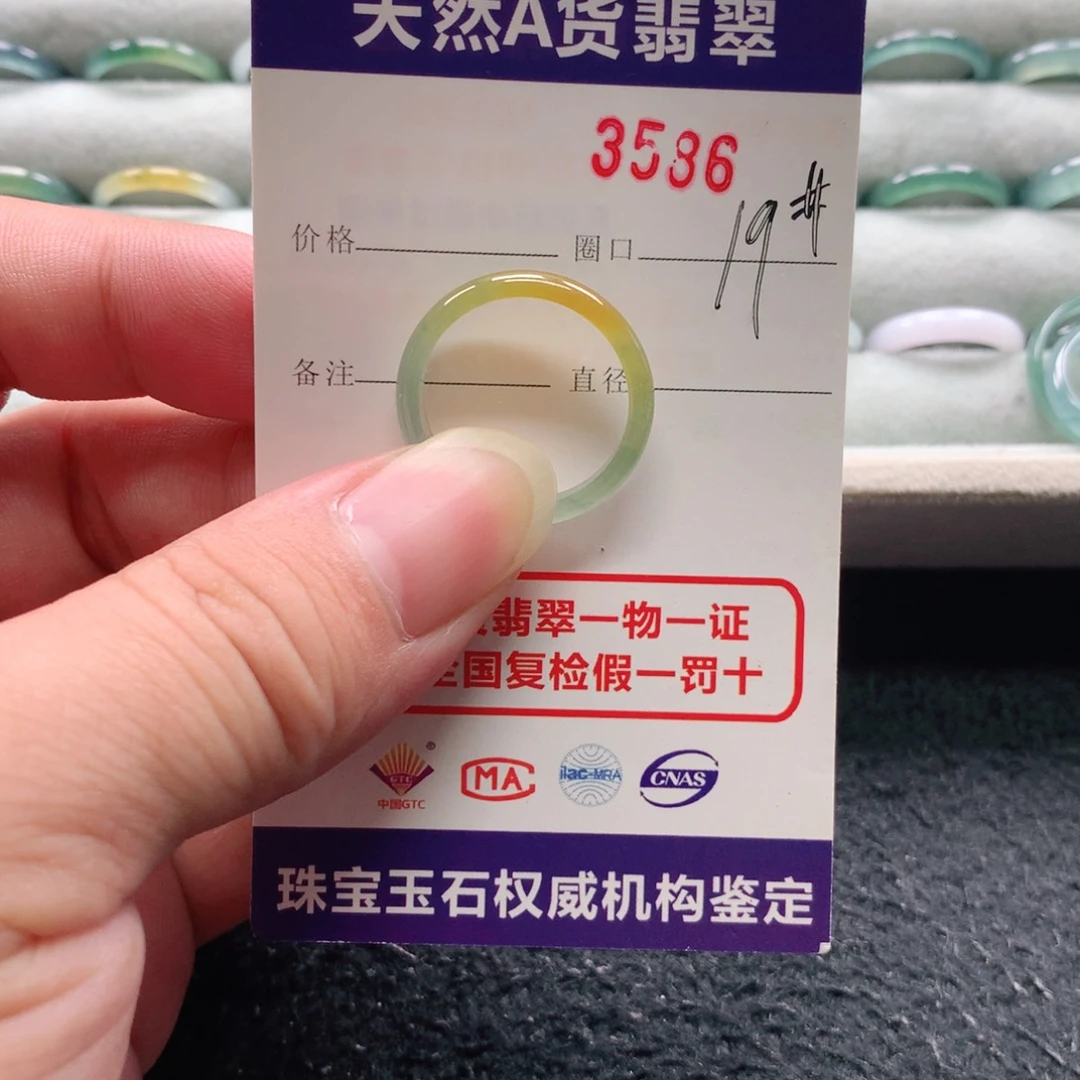 天然A货翡翠
3586
19#
价格 圈口
备注 直径
翡翠一物一证
全国复检假一罚十
GTC
中国GTC
MA
ilac-MRA
CNAS
珠宝玉石权威机构鉴定